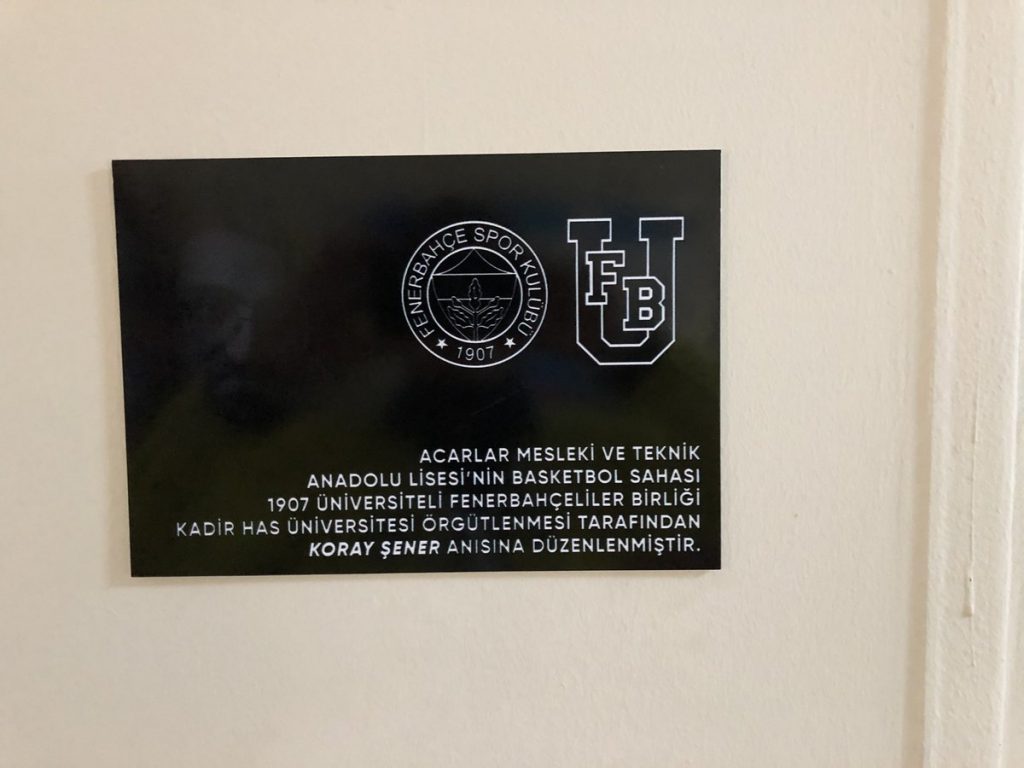 FENERBAHÇE SPOR KULÜBÜ
1907
U
FB
ACARLAR MESLEKİ VE TEKNİK
ANADOLU LİSESİ'NİN BASKETBOL SAHASI
1907 ÜNİVERSİTELİ FENERBAHÇELİLER BİRLİĞİ
KADİR HAS ÜNİVERSİTESİ ÖRGÜTLENMESİ TARAFINDAN
KORAY ŞENER ANISINA DÜZENLENMİŞTİR.